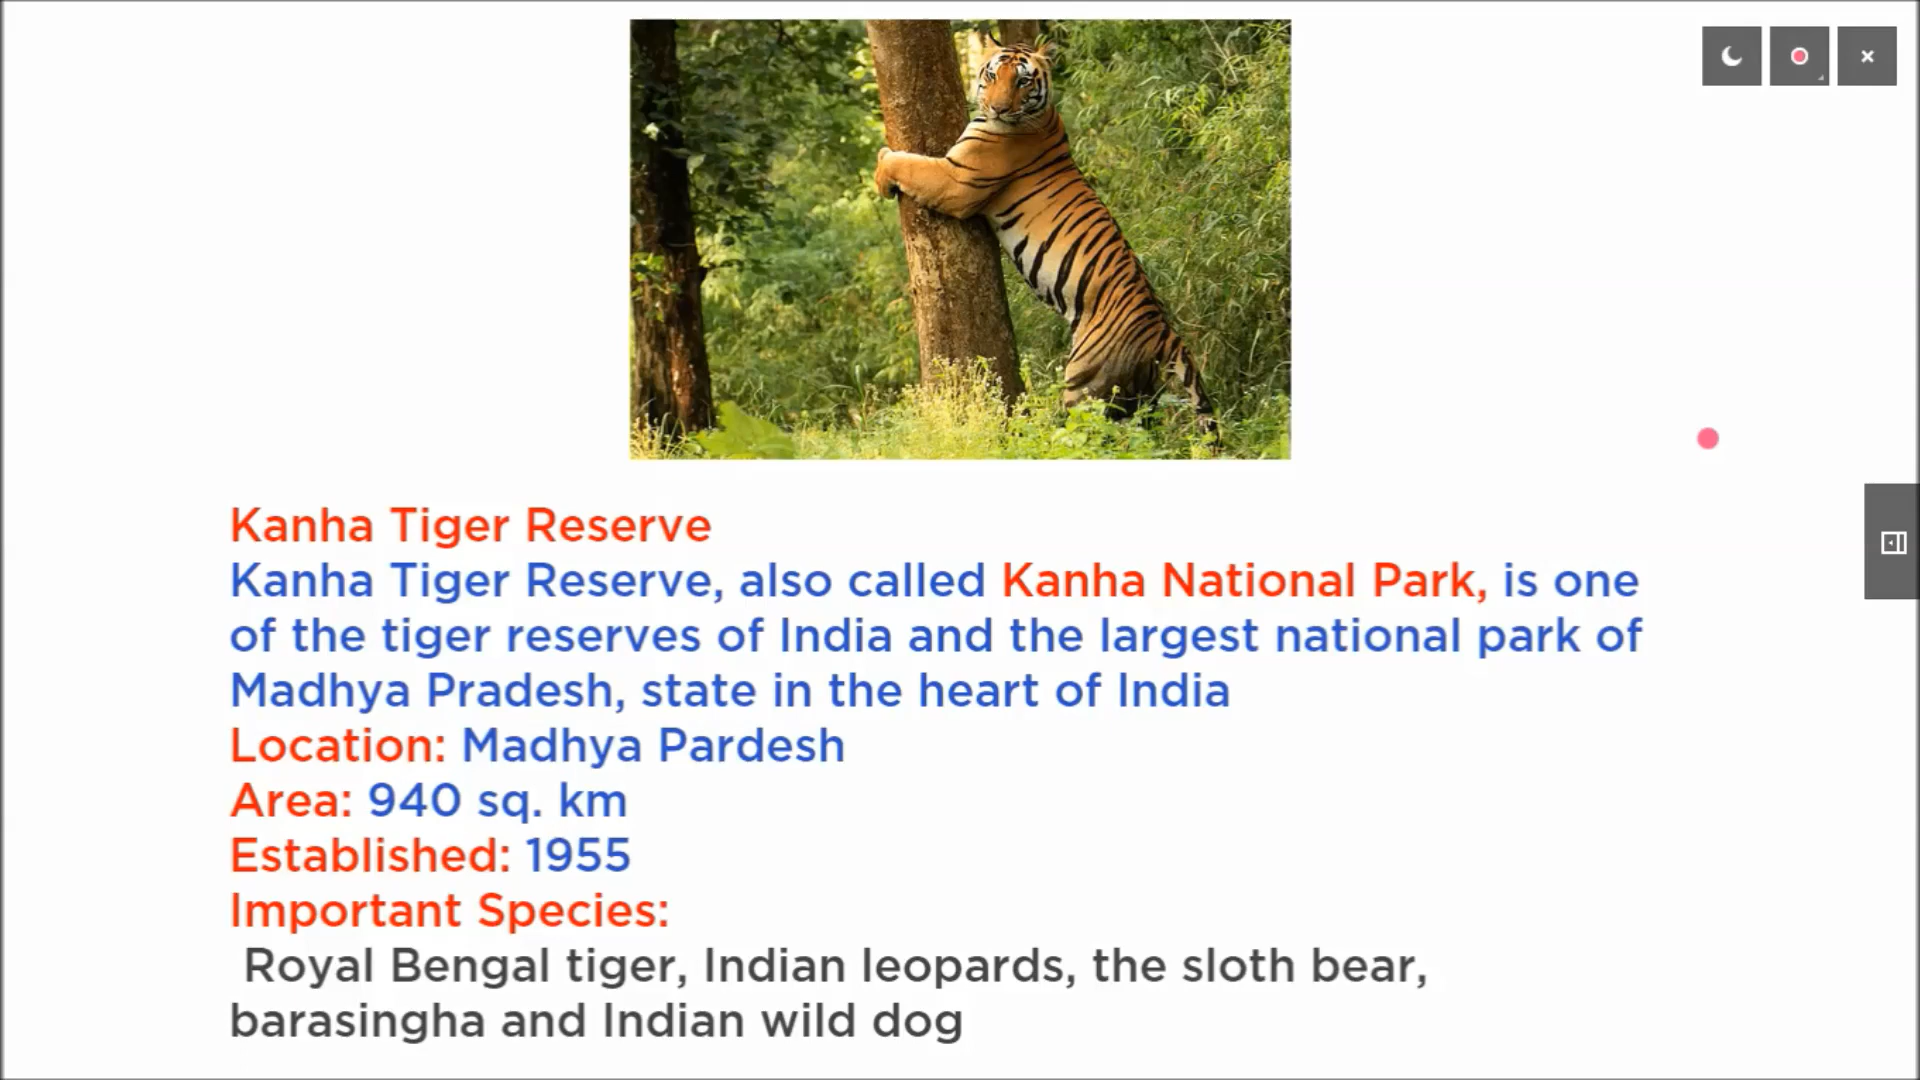 Kanha Tiger Reserve
Kanha Tiger Reserve, also called Kanha National Park, is one
of the tiger reserves of India and the largest national park of
Madhya Pradesh, state in the heart of India
Location: Madhya Pardesh
Area: 940 sq. km
Established: 1955
Important Species:
Royal Bengal tiger, Indian leopards, the sloth bear,
barasingha and Indian wild dog